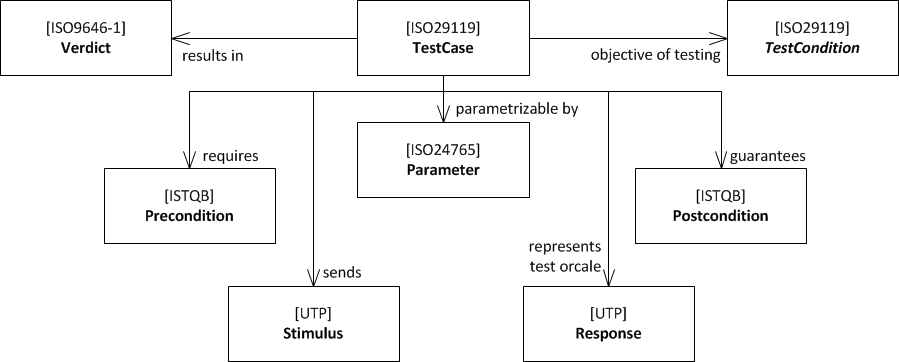 [ISO9646-1]
Verdict
results in
[ISO29119]
TestCase
objective of testing
[ISO29119]
TestCondition
parametrizable by
[ISO24765]
Parameter
requires
[ISTQB]
Precondition
guarantees
[ISTQB]
Postcondition
sends
[UTP]
Stimulus
represents
test orcale
[UTP]
Response